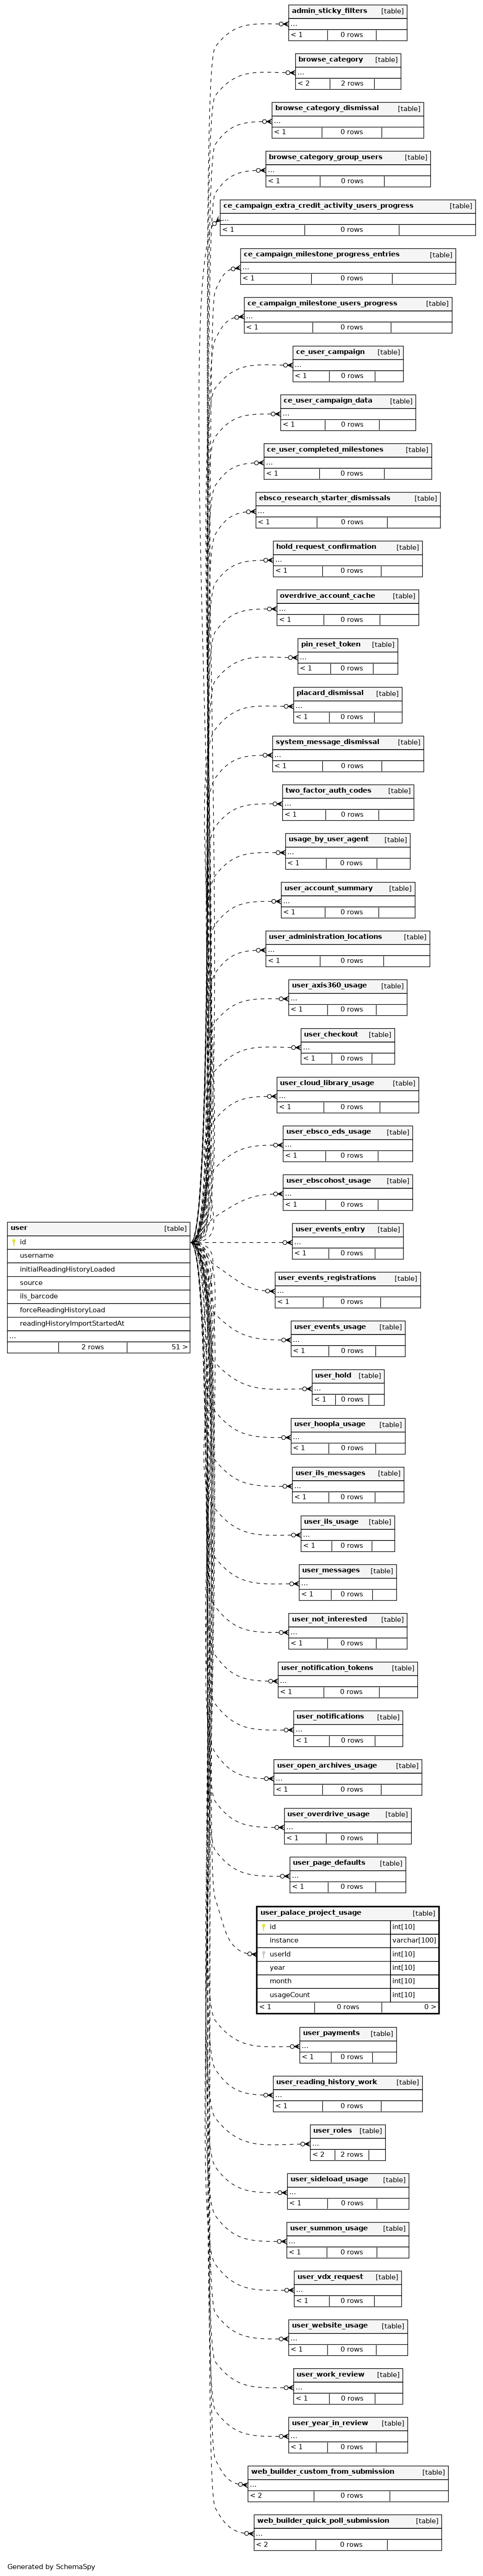 admin_sticky_filters [table]
...
< 1 0 rows
browse_category [table]
...
< 2 2 rows
browse_category_dismissal [table]
...
< 1 0 rows
browse_category_group_users [table]
...
< 1 0 rows
ce_campaign_extra_credit_activity_users_progress [table]
...
< 1 0 rows
ce_campaign_milestone_progress_entries [table]
...
< 1 0 rows
ce_campaign_milestone_users_progress [table]
...
< 1 0 rows
ce_user_campaign [table]
...
< 1 0 rows
ce_user_campaign_data [table]
...
< 1 0 rows
ce_user_completed_milestones [table]
...
< 1 0 rows
ebsco_research_starter_dismissals [table]
...
< 1 0 rows
hold_request_confirmation [table]
...
< 1 0 rows
overdrive_account_cache [table]
...
< 1 0 rows
pin_reset_token [table]
...
< 1 0 rows
placard_dismissal [table]
...
< 1 0 rows
system_message_dismissal [table]
...
< 1 0 rows
two_factor_auth_codes [table]
...
< 1 0 rows
usage_by_user_agent [table]
...
< 1 0 rows
user_account_summary [table]
...
< 1 0 rows
user_administration_locations [table]
...
< 1 0 rows
user_axis360_usage [table]
...
< 1 0 rows
user_checkout [table]
...
< 1 0 rows
user_cloud_library_usage [table]
...
< 1 0 rows
user_ebsco_eds_usage [table]
...
< 1 0 rows
user_ebscohost_usage [table]
...
< 1 0 rows
user [table]
id
username
initialReadingHistoryLoaded
source
ils_barcode
forceReadingHistoryLoad
readingHistoryImportStartedAt
...
2 rows 51 >
user_events_entry [table]
...
< 1 0 rows
user_events_registrations [table]
...
< 1 0 rows
user_events_usage [table]
...
< 1 0 rows
user_hold [table]
...
< 1 0 rows
user_hoopla_usage [table]
...
< 1 0 rows
user_ils_messages [table]
...
< 1 0 rows
user_ils_usage [table]
...
< 1 0 rows
user_messages [table]
...
< 1 0 rows
user_not_interested [table]
...
< 1 0 rows
user_notification_tokens [table]
...
< 1 0 rows
user_notifications [table]
...
< 1 0 rows
user_open_archives_usage [table]
...
< 1 0 rows
user_overdrive_usage [table]
...
< 1 0 rows
user_page_defaults [table]
...
< 1 0 rows
user_palace_project_usage [table]
id int[10]
instance varchar[100]
userId int[10]
year int[10]
month int[10]
usageCount int[10]
< 1 0 rows 0 >
user_payments [table]
...
< 1 0 rows
user_reading_history_work [table]
...
< 1 0 rows
user_roles [table]
...
< 2 2 rows
user_sideload_usage [table]
...
< 1 0 rows
user_summon_usage [table]
...
< 1 0 rows
user_vdx_request [table]
...
< 1 0 rows
user_website_usage [table]
...
< 1 0 rows
user_work_review [table]
...
< 1 0 rows
user_year_in_review [table]
...
< 1 0 rows
web_builder_custom_from_submission [table]
...
< 2 0 rows
web_builder_quick_poll_submission [table]
...
< 2 0 rows
Generated by SchemaSpy